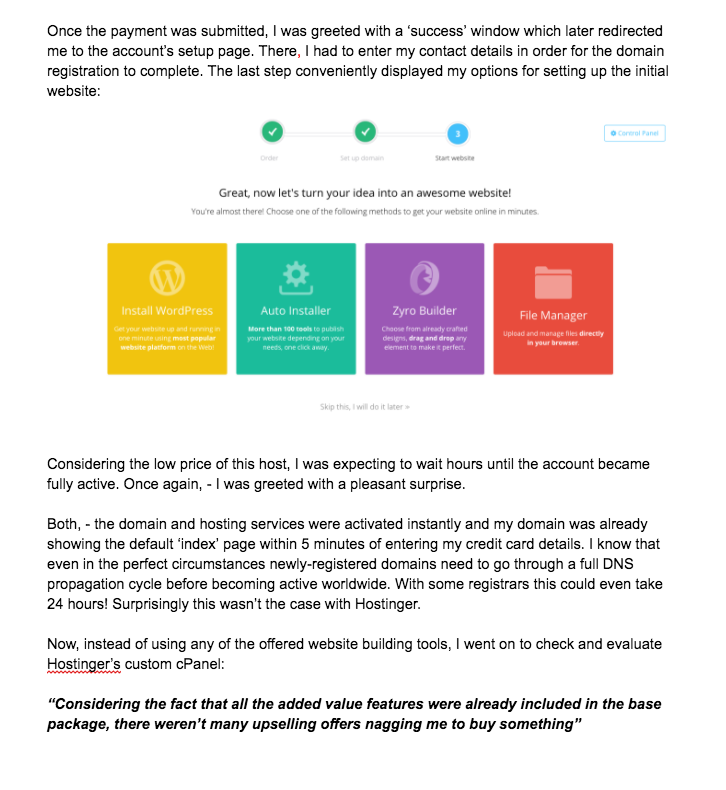 Once the payment was submitted, I was greeted with a ‘success’ window which later redirected
me to the account’s setup page. There, I had to enter my contact details in order for the domain
registration to complete. The last step conveniently displayed my options for setting up the initial
website:
3
Control Panel
Order
Set up domain
Start website
Great, now let's turn your idea into an awesome website!
You're almost there! Choose one of the following methods to get your website online in minutes.
Install WordPress
Get your website up and running in
one minute using most popular
website platform on the Web!
Auto Installer
More than 100 tools to publish
your website depending on your
needs, one click away.
Zyro Builder
Choose from already crafted
designs, drag and drop any
element to make it perfect.
File Manager
Upload and manage files directly
in your browser.
Skip this, I will do it later »
Considering the low price of this host, I was expecting to wait hours until the account became
fully active. Once again, - I was greeted with a pleasant surprise.
Both, - the domain and hosting services were activated instantly and my domain was already
showing the default ‘index’ page within 5 minutes of entering my credit card details. I know that
even in the perfect circumstances newly-registered domains need to go through a full DNS
propagation cycle before becoming active worldwide. With some registrars this could even take
24 hours! Surprisingly this wasn’t the case with Hostinger.
Now, instead of using any of the offered website building tools, I went on to check and evaluate
Hostinger’s custom cPanel:
“Considering the fact that all the added value features were already included in the base
package, there weren’t many upselling offers nagging me to buy something”